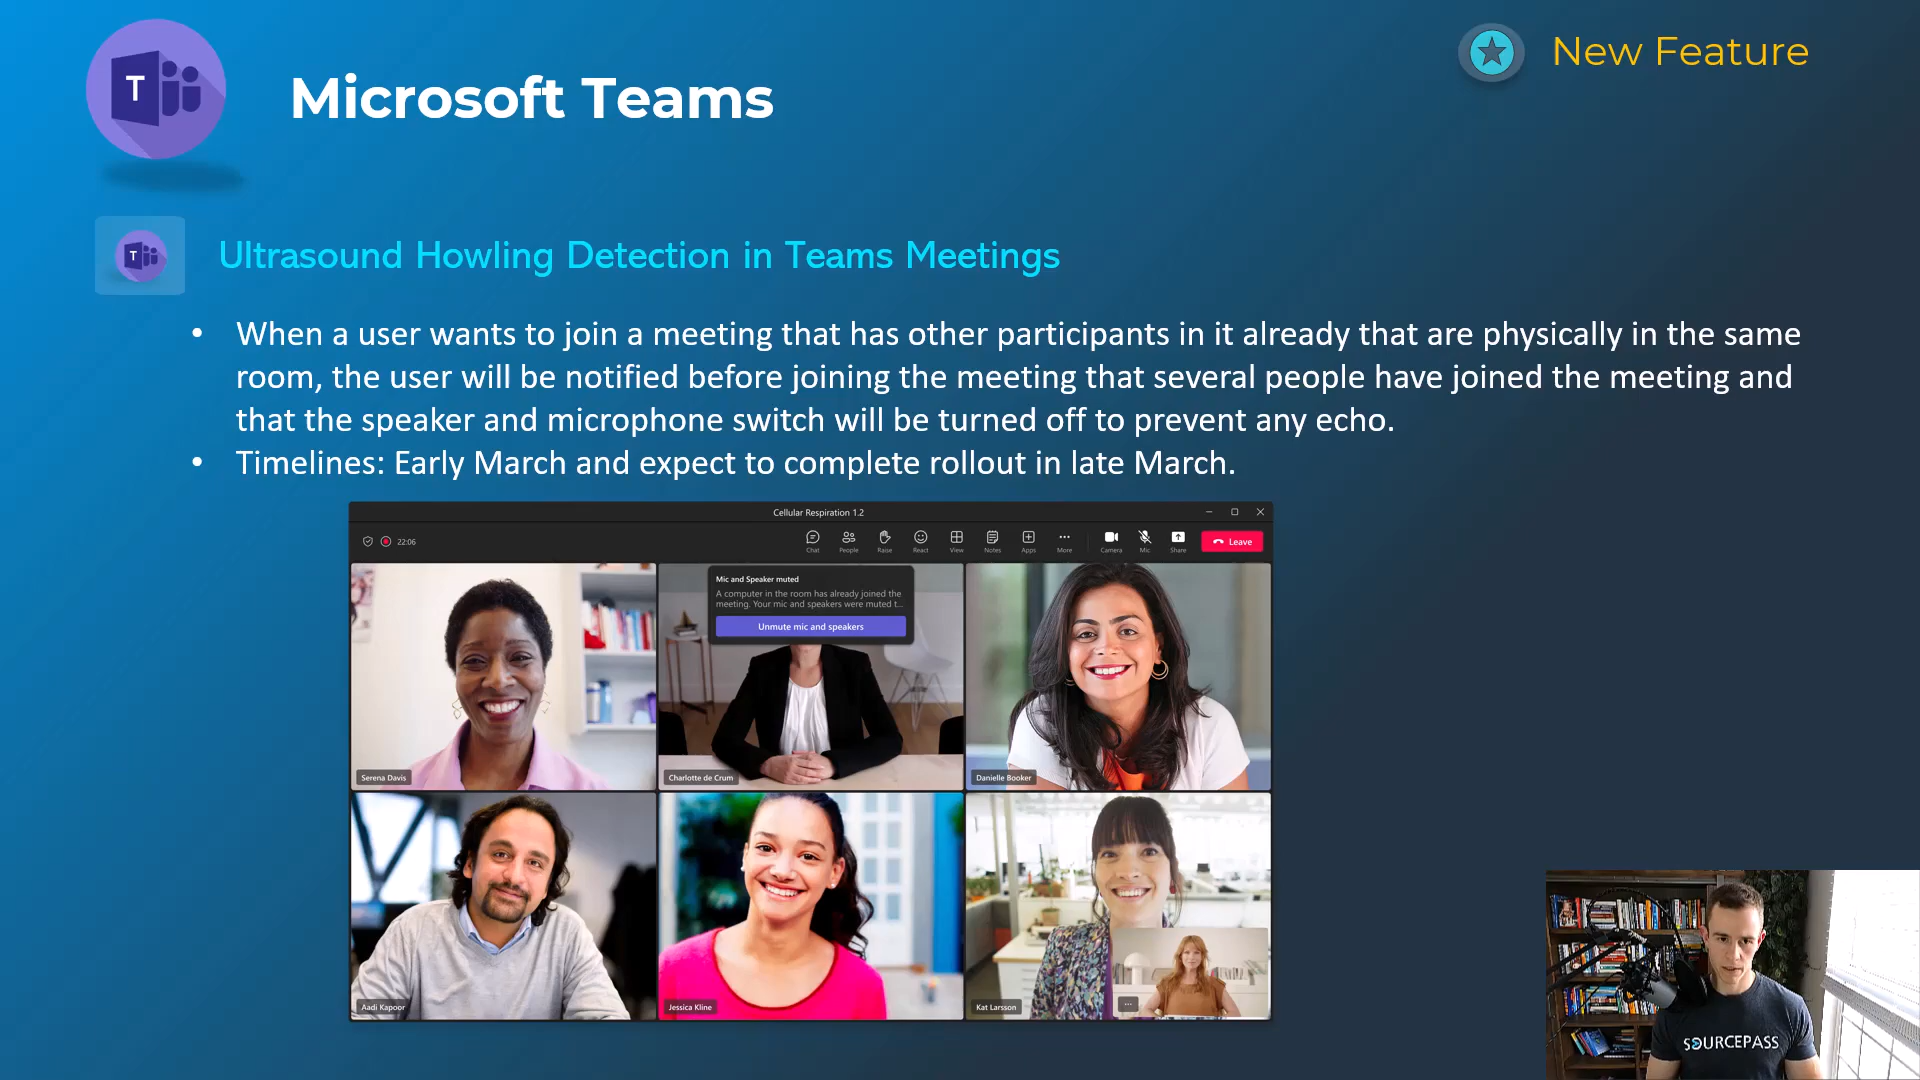 New Feature
T
Microsoft Teams
T
Ultrasound Howling Detection in Teams Meetings
• When a user wants to join a meeting that has other participants in it already that are physically in the same
room, the user will be notified before joining the meeting that several people have joined the meeting and
that the speaker and microphone switch will be turned off to prevent any echo.
• Timelines: Early March and expect to complete rollout in late March.
Cellular Respiration 1.2
22:06
Chat People Raise React View Notes Apps More Camera Mic Share Leave
Mic and Speaker muted
A computer in the room has already joined the
meeting. Your mic and speakers were muted t...
Unmute mic and speakers
Serena Davis
Charlotte de Crum
Danielle Booker
Aadi Kapoor
Jessica Kline
Kat Larsson
SOURCEPASS